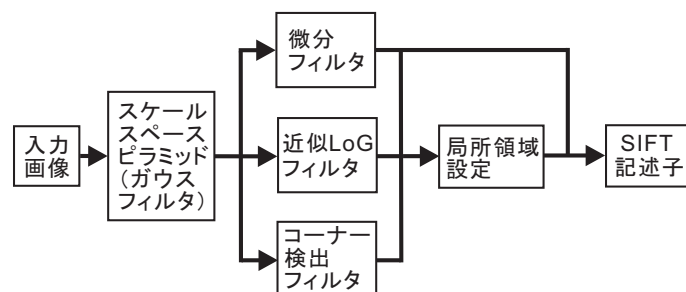 入力
画像
スケール
スペース
ピラミッド
(ガウス
フィルタ)
微分
フィルタ
近似LoG
フィルタ
コーナー
検出
フィルタ
局所領域
設定
SIFT
記述子